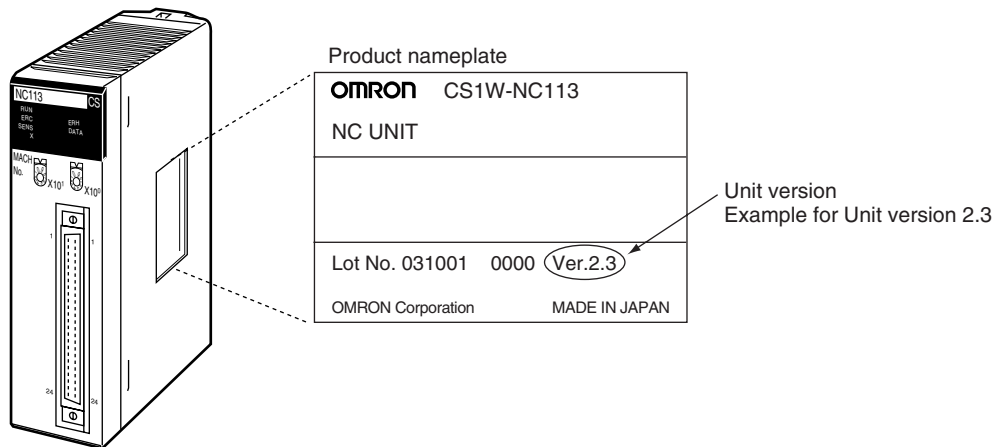 Product nameplate
OMRON CS1W-NC113
NC UNIT
Lot No. 031001 0000 Ver.2.3
OMRON Corporation MADE IN JAPAN
Unit version
Example for Unit version 2.3
NC113 CS
RUN
ERC ERH
SENS DATA
X
MACH
No. X10¹ X10⁰
1 1
24 24